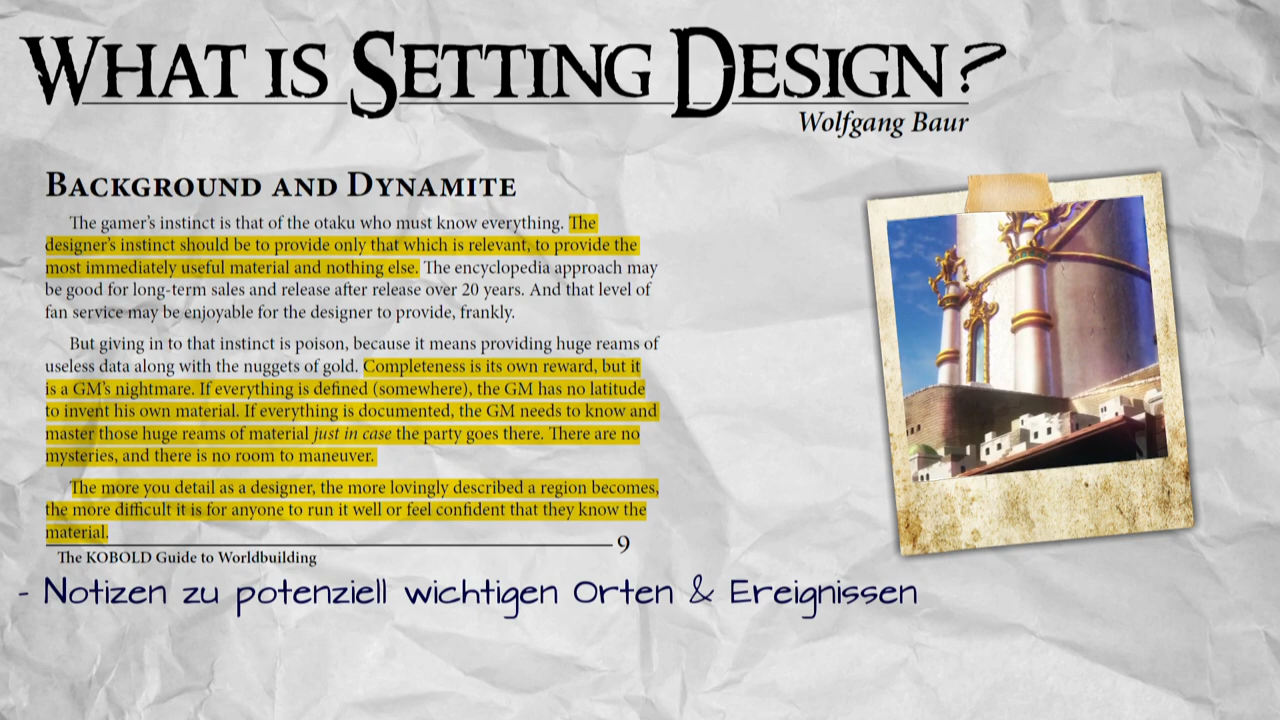 WHAT IS SETTING DESIGN?
Wolfgang Baur
BACKGROUND AND DYNAMITE
The gamer's instinct is that of the otaku who must know everything. The
designer's instinct should be to provide only that which is relevant, to provide the
most immediately useful material and nothing else. The encyclopedia approach may
be good for long-term sales and release after release over 20 years. And that level of
fan service may be enjoyable for the designer to provide, frankly.
But giving in to that instinct is poison, because it means providing huge reams of
useless data along with the nuggets of gold. Completeness is its own reward, but it
is a GM's nightmare. If everything is defined (somewhere), the GM has no latitude
to invent his own material. If everything is documented, the GM needs to know and
master those huge reams of material just in case the party goes there. There are no
mysteries, and there is no room to maneuver.
The more you detail as a designer, the more lovingly described a region becomes,
the more difficult it is for anyone to run it well or feel confident that they know the
material.
9
The KOBOLD Guide to Worldbuilding
- Notizen zu potenziell wichtigen Orten & Ereignissen